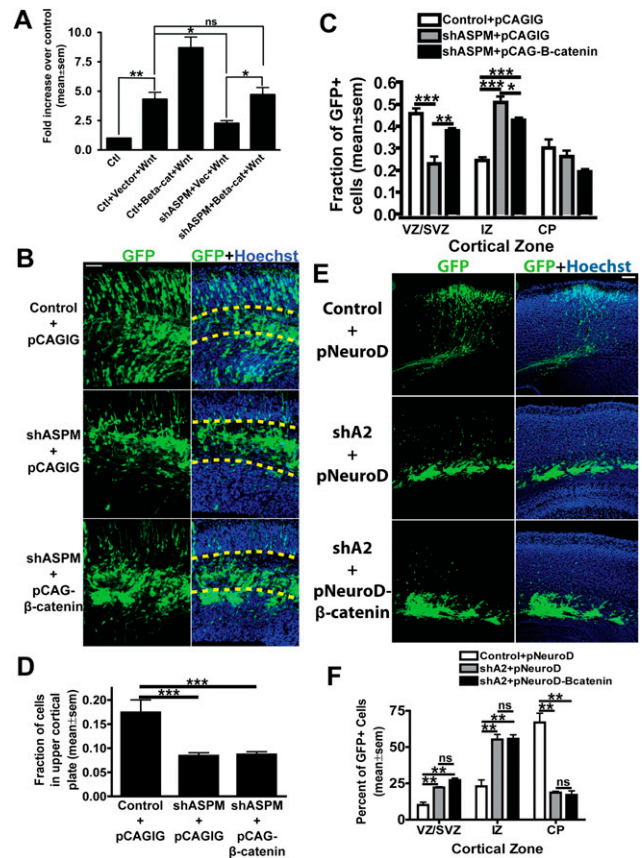 A
Fold increase over control
(mean±sem)
10.0
7.5
5.0
2.5
0.0
ns
*
**
*
Ctl
Ctl+Vector+Wnt
Ctl+Beta-cat+Wnt
shASPM+Vec+Wnt
shASPM+Beta-cat+Wnt
B
GFP
GFP+Hoechst
Control
+
pCAGIG
shASPM
+
pCAGIG
shASPM
+
pCAG-
β-catenin
C
Control+pCAGIG
shASPM+pCAGIG
shASPM+pCAG-B-catenin
Fraction of GFP+
cells (mean±sem)
0.6
0.5
0.4
0.3
0.2
0.1
0.0
***
**
***
***
*
VZ/SVZ
IZ
CP
Cortical Zone
D
Fraction of cells
in upper cortical
plate (mean±sem)
0.20
0.15
0.10
0.05
0.00
***
***
Control
+
pCAGIG
shASPM
+
pCAGIG
shASPM
+
pCAG-
β-catenin
E
GFP
GFP+Hoechst
Control
+
pNeuroD
shA2
+
pNeuroD
shA2
+
pNeuroD-
β-catenin
F
Control+pNeuroD
shA2+pNeuroD
shA2+pNeuroD-Bcatenin
Percent of GFP+ Cells
(mean±sem)
75
50
25
0
ns
**
**
ns
**
**
**
**
ns
VZ/SVZ
IZ
CP
Cortical Zone